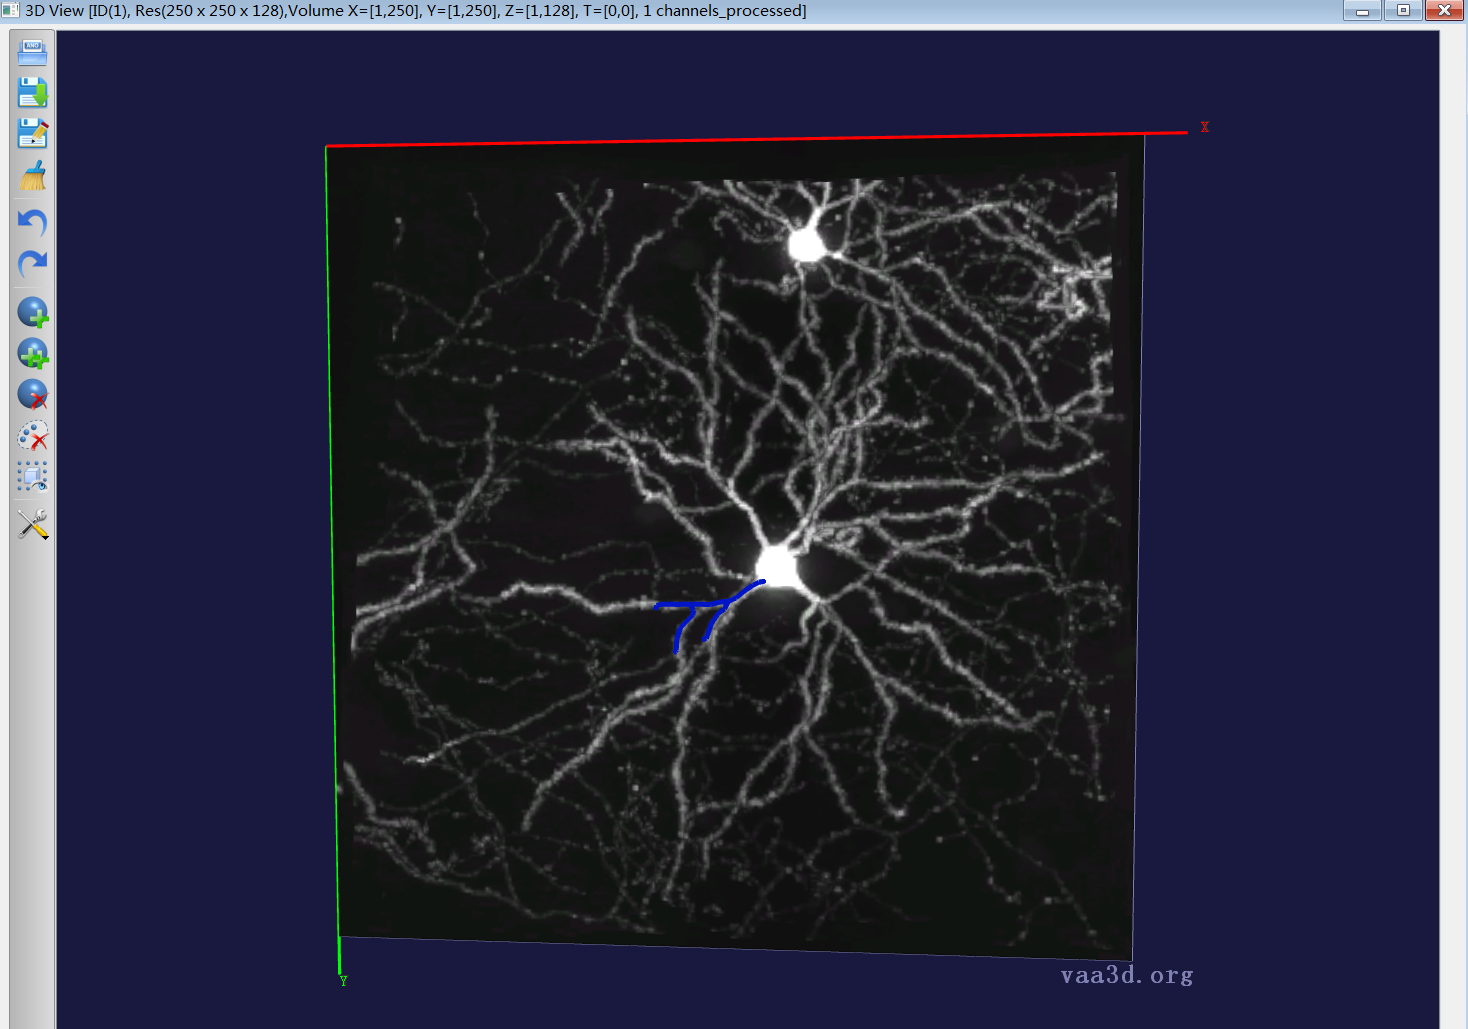 3D View [ID(1), Res(250 x 250 x 128),Volume X=[1,250], Y=[1,250], Z=[1,128], T=[0,0], 1 channels_processed]
ANO
X
Y
vaa3d.org